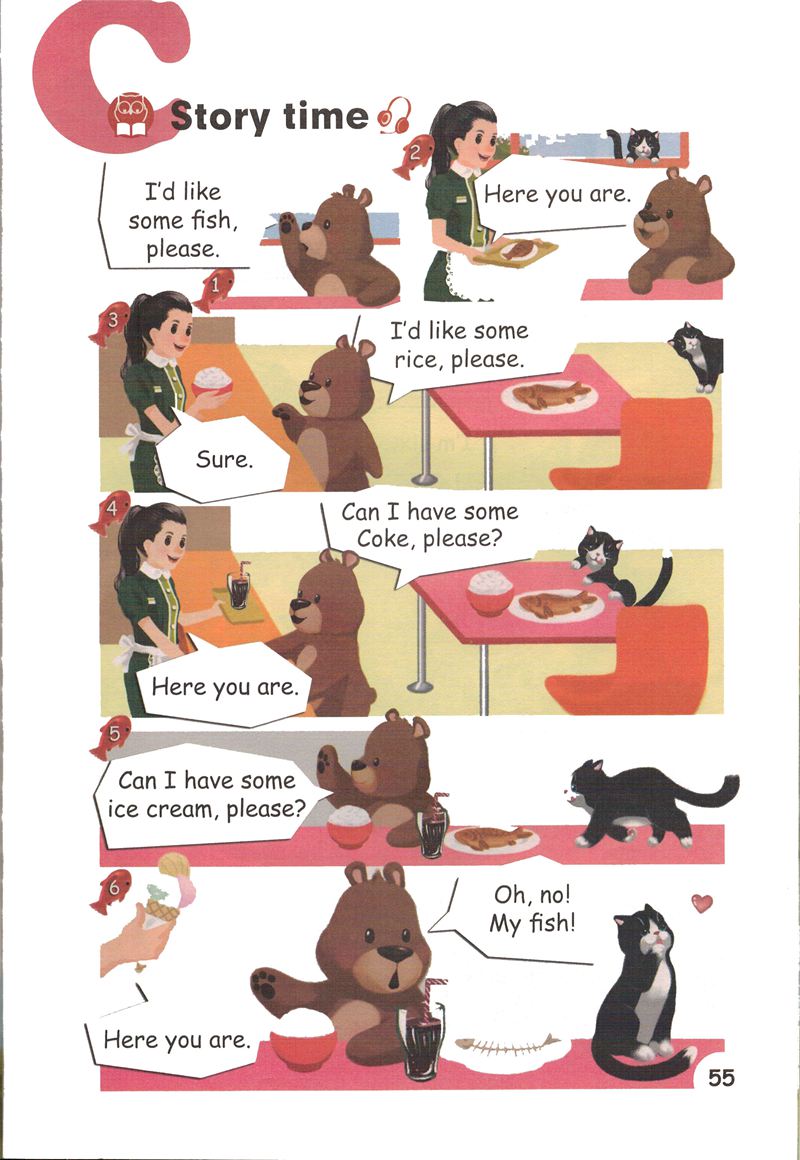 C
Story time
I'd like
some fish,
please.
1
2
Here you are.
3
I'd like some
rice, please.
Sure.
4
Can I have some
Coke, please?
Here you are.
5
Can I have some
ice cream, please?
6
Oh, no!
My fish!
Here you are.
55